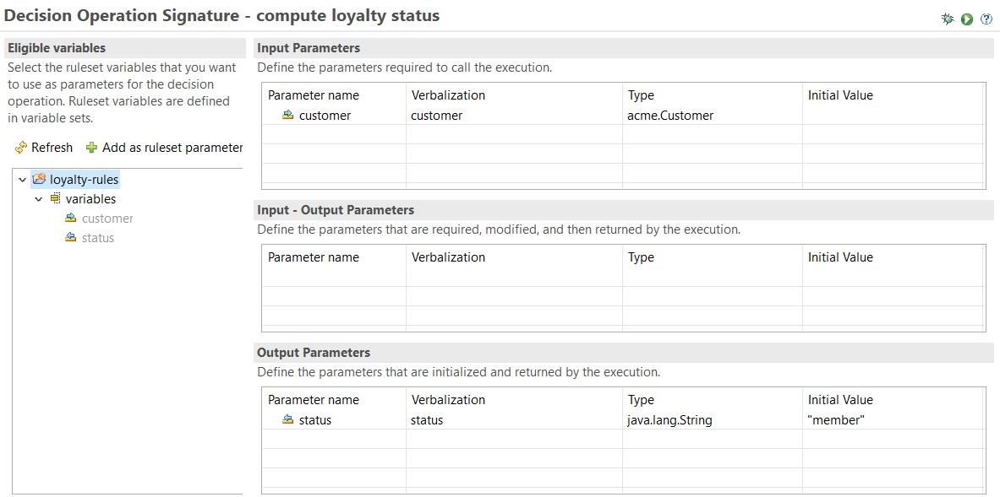 Decision Operation Signature - compute loyalty status
Eligible variables
Select the ruleset variables that you want
to use as parameters for the decision
operation. Ruleset variables are defined
in variable sets.
Refresh Add as ruleset parameter
loyalty-rules
variables
customer
status
Input Parameters
Define the parameters required to call the execution.
Parameter name Verbalization Type Initial Value
customer customer acme.Customer
Input - Output Parameters
Define the parameters that are required, modified, and then returned by the execution.
Parameter name Verbalization Type Initial Value
Output Parameters
Define the parameters that are initialized and returned by the execution.
Parameter name Verbalization Type Initial Value
status status java.lang.String "member"